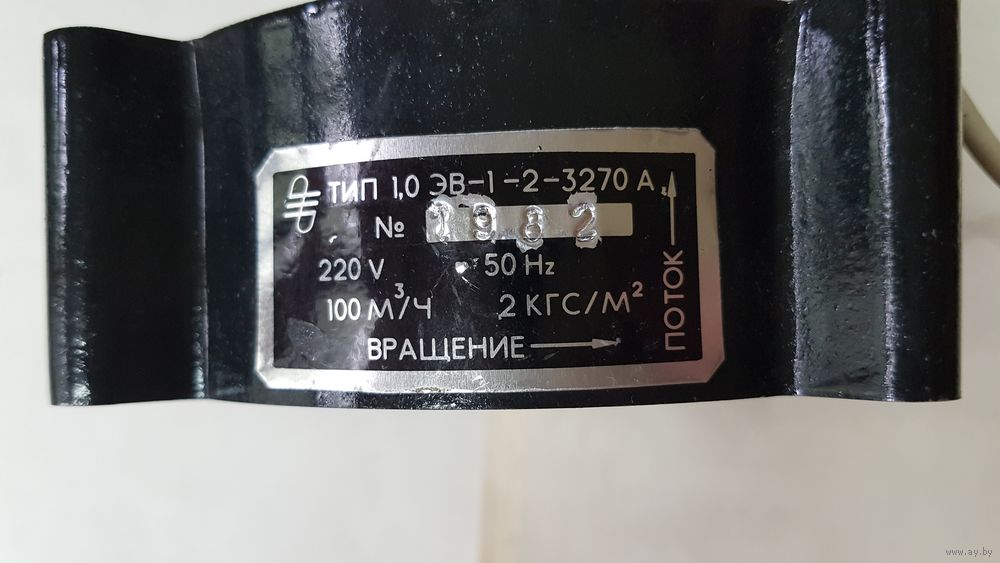 ТИП 1,0 ЭВ-1-2-3270 А
№ 1982
220 V 50 Hz
100 М³/Ч 2 КГС/М²
ВРАЩЕНИЕ
ПОТОК
www.ay.by